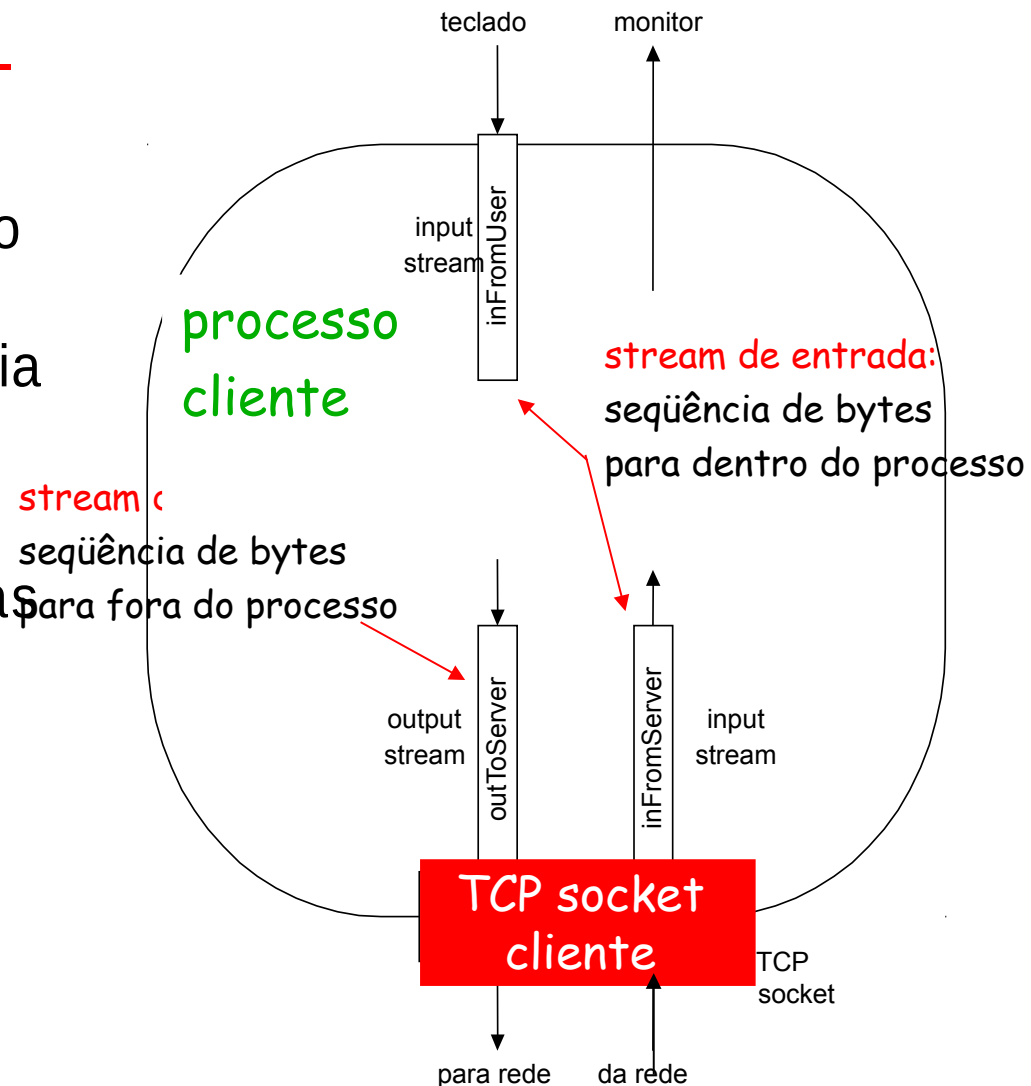 teclado
monitor
o
input
stream
inFromUser
processo
cliente
ia
stream de entrada:
seqüência de bytes
para dentro do processo
stream
seqüência de bytes
para fora do processo
as
output
stream
outToServer
inFromServer
input
stream
TCP socket
cliente
TCP
socket
para rede
da rede